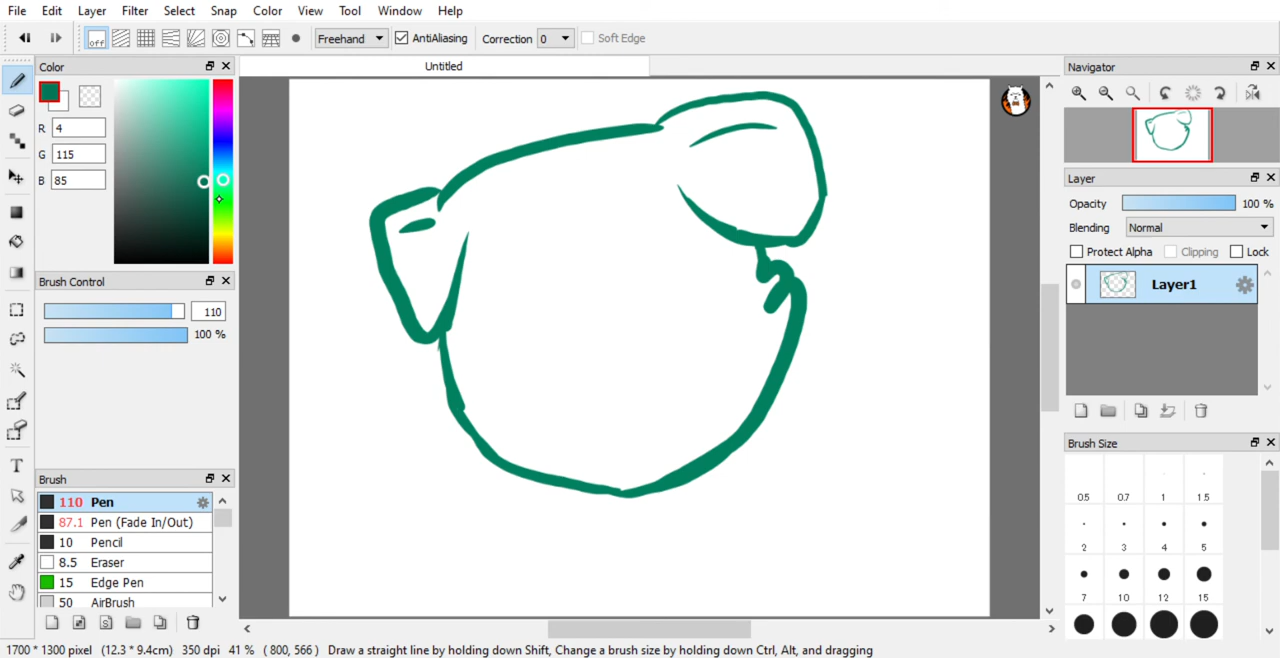 File Edit Layer Filter Select Snap Color View Tool Window Help
off Freehand AntiAliasing Correction 0 Soft Edge
Color
R 4
G 115
B 85
Brush Control
110
100 %
Brush
110 Pen
87.1 Pen (Fade In/Out)
10 Pencil
8.5 Eraser
15 Edge Pen
50 AirBrush
Untitled
Navigator
Layer
Opacity 100 %
Blending Normal
Protect Alpha Clipping Lock
Layer1
Brush Size
0.5 0.7 1 1.5
2 3 4 5
7 10 12 15
1700 * 1300 pixel (12.3 * 9.4cm) 350 dpi 41 % ( 800, 566 ) Draw a straight line by holding down Shift, Change a brush size by holding down Ctrl, Alt, and dragging